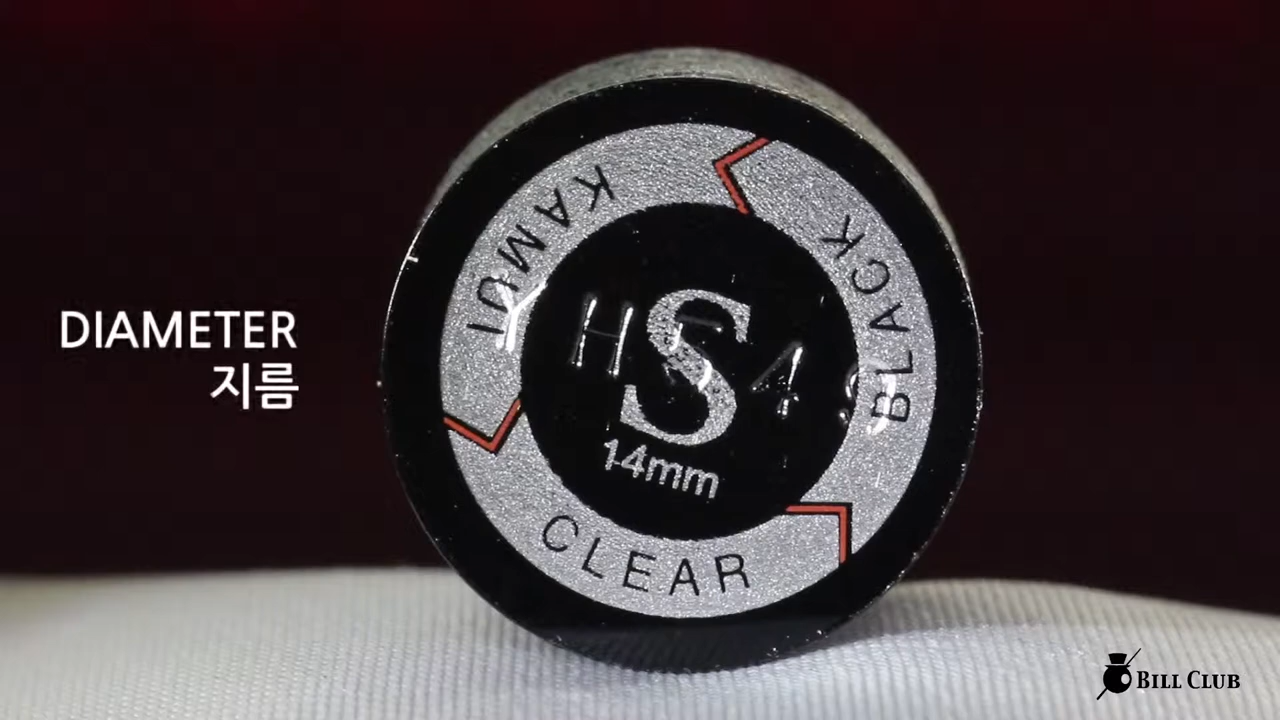 DIAMETER
지름
KAMUI
BLACK
CLEAR
S
14mm
BILL CLUB